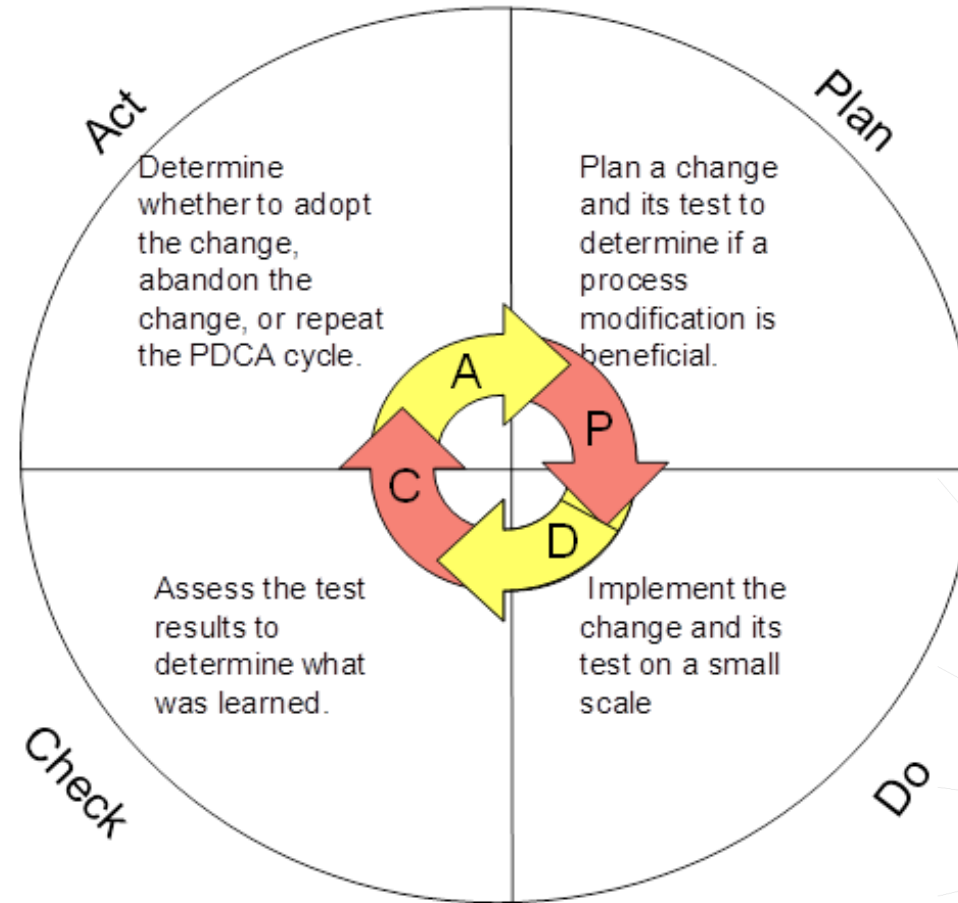 Act
Determine
whether to adopt
the change,
abandon the
change, or repeat
the PDCA cycle.
Plan
Plan a change
and its test to
determine if a
process
modification is
beneficial.
A
P
C
D
Check
Assess the test
results to
determine what
was learned.
Do
Implement the
change and its
test on a small
scale